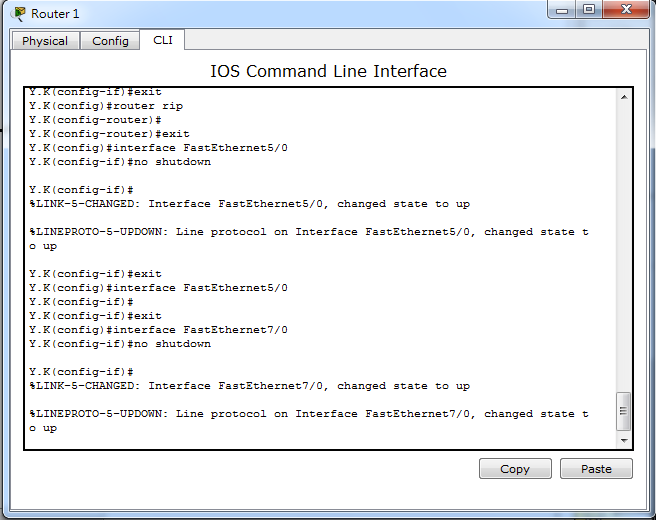 Router 1
Physical
Config
CLI
IOS Command Line Interface
Y.K(config-if)#exit
Y.K(config)#router rip
Y.K(config-router)#
Y.K(config-router)#exit
Y.K(config)#interface FastEthernet5/0
Y.K(config-if)#no shutdown
Y.K(config-if)#
%LINK-5-CHANGED: Interface FastEthernet5/0, changed state to up
%LINEPROTO-5-UPDOWN: Line protocol on Interface FastEthernet5/0, changed state t
o up
Y.K(config-if)#exit
Y.K(config)#interface FastEthernet5/0
Y.K(config-if)#
Y.K(config-if)#exit
Y.K(config)#interface FastEthernet7/0
Y.K(config-if)#no shutdown
Y.K(config-if)#
%LINK-5-CHANGED: Interface FastEthernet7/0, changed state to up
%LINEPROTO-5-UPDOWN: Line protocol on Interface FastEthernet7/0, changed state t
o up
Copy
Paste